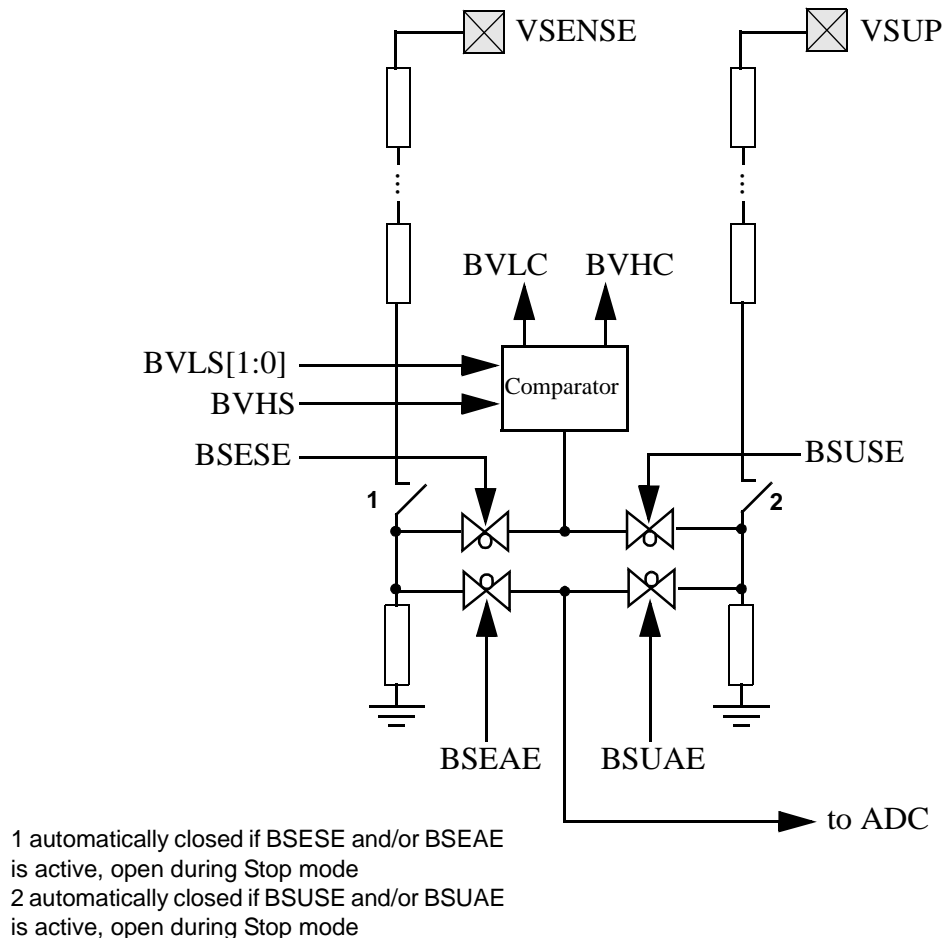 VSENSE
VSUP
BVLC
BVHC
BVLS[1:0]
Comparator
BVHS
BSESE
BSUSE
1
2
BSEAE
BSUAE
to ADC
1 automatically closed if BSESE and/or BSEAE
is active, open during Stop mode
2 automatically closed if BSUSE and/or BSUAE
is active, open during Stop mode